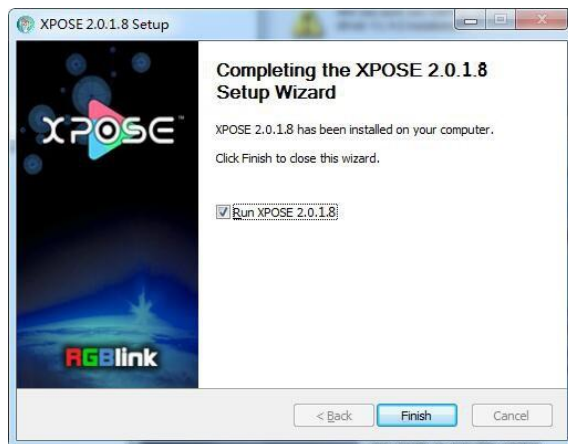 XPOSE 2.0.1.8 Setup
XPOSE
Completing the XPOSE 2.0.1.8
Setup Wizard
XPOSE 2.0.1.8 has been installed on your computer.
Click Finish to close this wizard.
Run XPOSE 2.0.1.8
RGBlink
< Back
Finish
Cancel